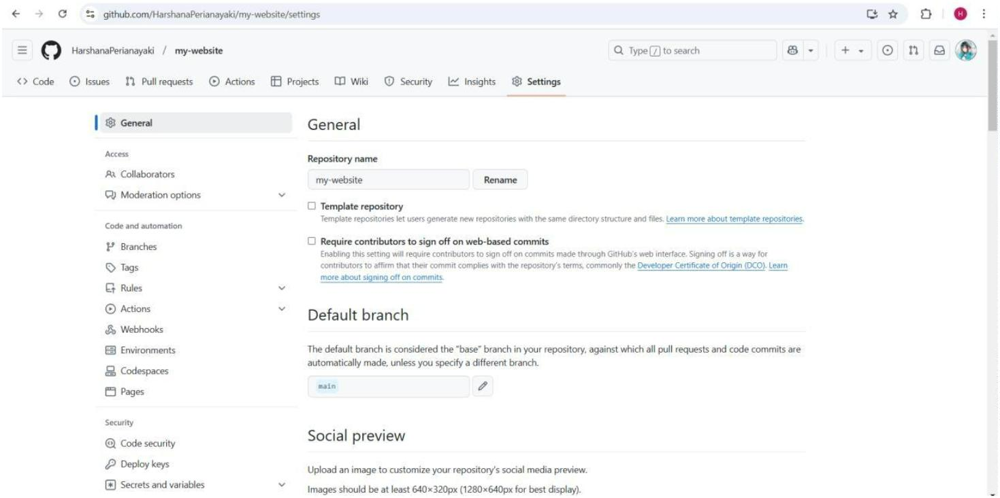 github.com/HarshanaPerianayaki/my-website/settings
H
HarshanaPerianayaki / my-website
Type / to search
Code Issues Pull requests Actions Projects Wiki Security Insights Settings
General
Access
Collaborators
Moderation options
Code and automation
Branches
Tags
Rules
Actions
Webhooks
Environments
Codespaces
Pages
Security
Code security
Deploy keys
Secrets and variables
General
Repository name
my-website Rename
Template repository
Template repositories let users generate new repositories with the same directory structure and files. Learn more about template repositories.
Require contributors to sign off on web-based commits
Enabling this setting will require contributors to sign off on commits made through GitHub's web interface. Signing off is a way for
contributors to affirm that their commit complies with the repository's terms, commonly the Developer Certificate of Origin (DCO). Learn
more about signing off on commits.
Default branch
The default branch is considered the “base” branch in your repository, against which all pull requests and code commits are
automatically made, unless you specify a different branch.
main
Social preview
Upload an image to customize your repository's social media preview.
Images should be at least 640×320px (1280×640px for best display).